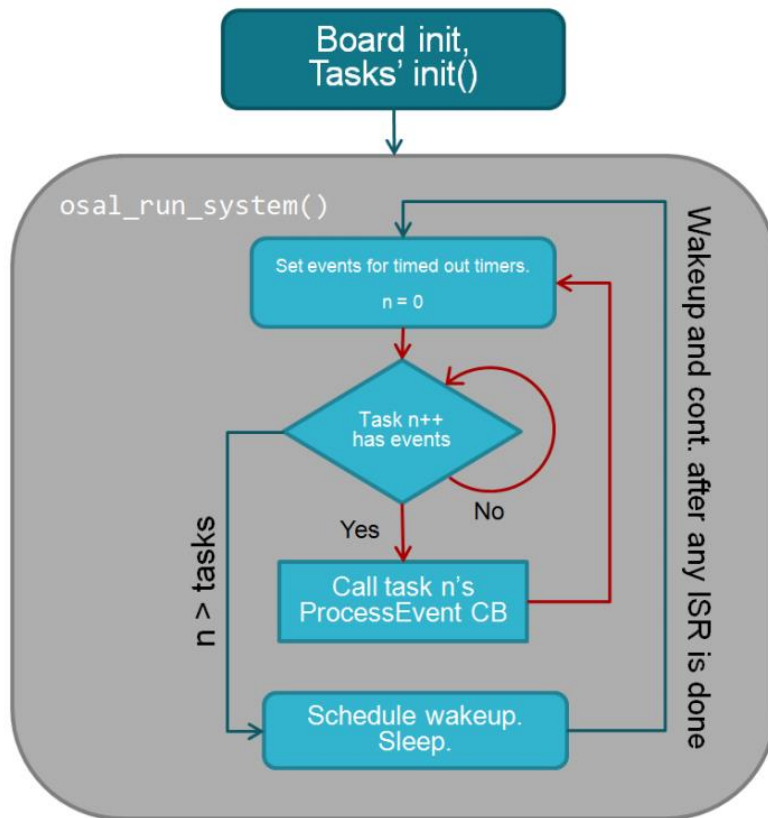 Board init,
Tasks' init()
osal_run_system()
Set events for timed out timers.
n = 0
Task n++
has events
No
Yes
Call task n's
ProcessEvent CB
n > tasks
Schedule wakeup.
Sleep.
Wakeup and cont. after any ISR is done